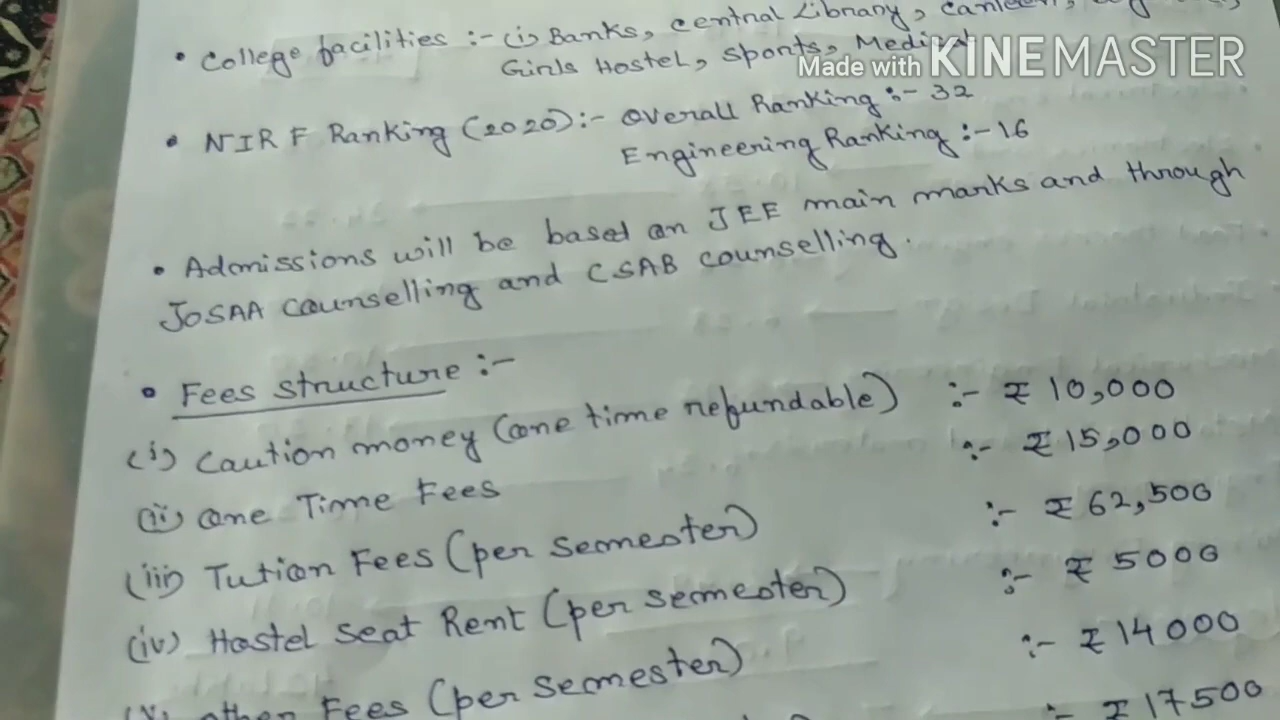 • College facilities :- (i) Banks, central Library, canteen,
Girls Hostel, sports, Medical
Made with KINEMASTER
• NIRF Ranking (2020) :- Overall Ranking :- 32
Engineering Ranking :- 16
• Admissions will be based on JEE main marks and through
JOSAA counselling and CSAB counselling.
• Fees structure :-
(i) Caution money (one time refundable) :- ₹ 10,000
(ii) One Time Fees :- ₹ 15,000
(iii) Tution Fees (per semester) :- ₹ 62,500
(iv) Hostel seat Rent (per semester) :- ₹ 5000
(v) other Fees (per semester) :- ₹ 14000
:- ₹ 17500